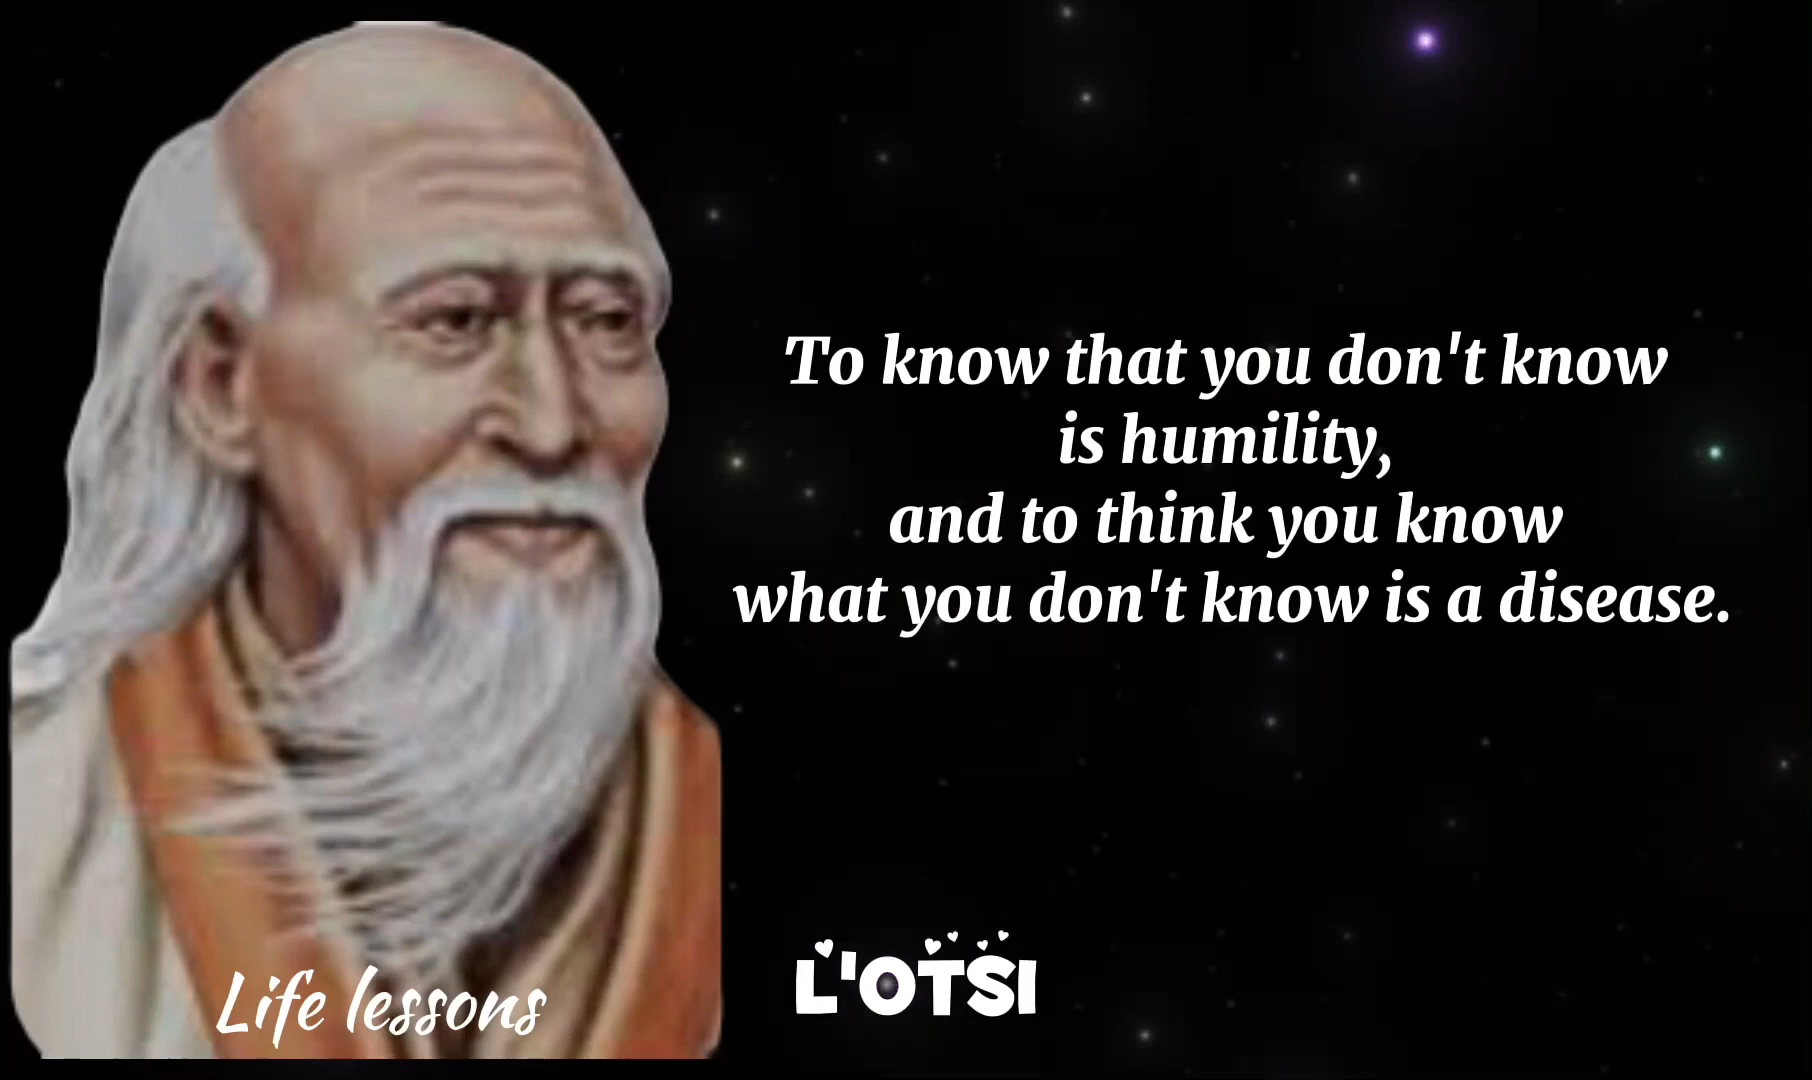 To know that you don't know
is humility,
and to think you know
what you don't know is a disease.
L'OTSI
Life lessons